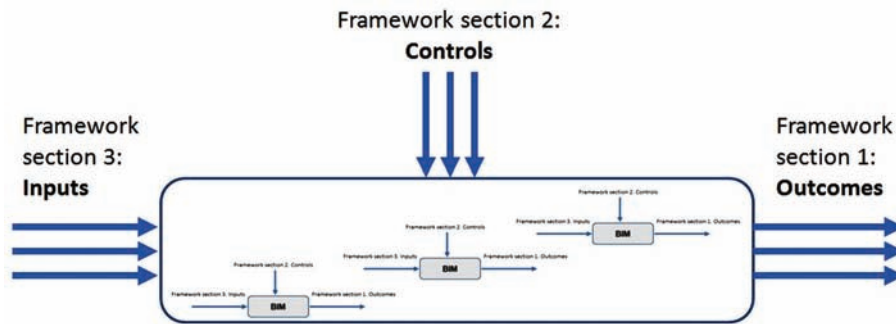 Framework section 2:
Controls
Framework
section 3:
Inputs
Framework
section 1:
Outcomes
Framework section 2. Controls
Framework section 3. Inputs
Framework section 1. Outcomes
BIM
Framework section 2. Controls
Framework section 3. Inputs
Framework section 1. Outcomes
BIM
Framework section 2. Controls
Framework section 3. Inputs
Framework section 1. Outcomes
BIM